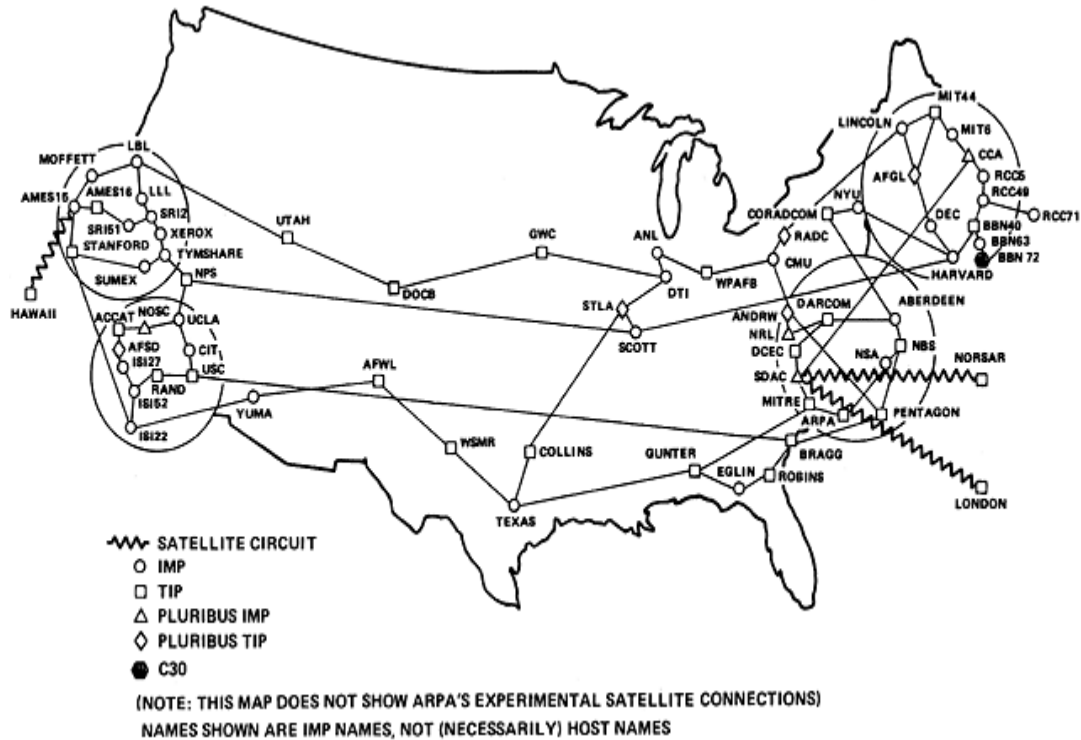 MIT44
LINCOLN
MIT6
CCA
LBL
MOFFETT
AFGL
RCC5
RCC49
AMES15
AMES16
LLL
NYU
RCC71
SRI2
CORADCOM
DEC
BBN40
SRI51
XEROX
UTAH
GWC
ANL
RADC
BBN63
STANFORD
TYMSHARE
CMU
HARVARD
BBN 72
SUMEX
NPS
DOCB
DTI
WPAFB
HAWAII
STLA
DARCOM
ABERDEEN
ACCAT
NOSC
UCLA
ANDRW
NRL
AFSD
SCOTT
DCEC
NBS
ISI27
CIT
NSA
NORSAR
RAND
USC
AFWL
SDAC
ISI52
YUMA
MITRE
ARPA
PENTAGON
ISI22
WSMR
COLLINS
GUNTER
BRAGG
EGLIN
ROBINS
TEXAS
LONDON
SATELLITE CIRCUIT
IMP
TIP
PLURIBUS IMP
PLURIBUS TIP
C30
(NOTE: THIS MAP DOES NOT SHOW ARPA'S EXPERIMENTAL SATELLITE CONNECTIONS)
NAMES SHOWN ARE IMP NAMES, NOT (NECESSARILY) HOST NAMES